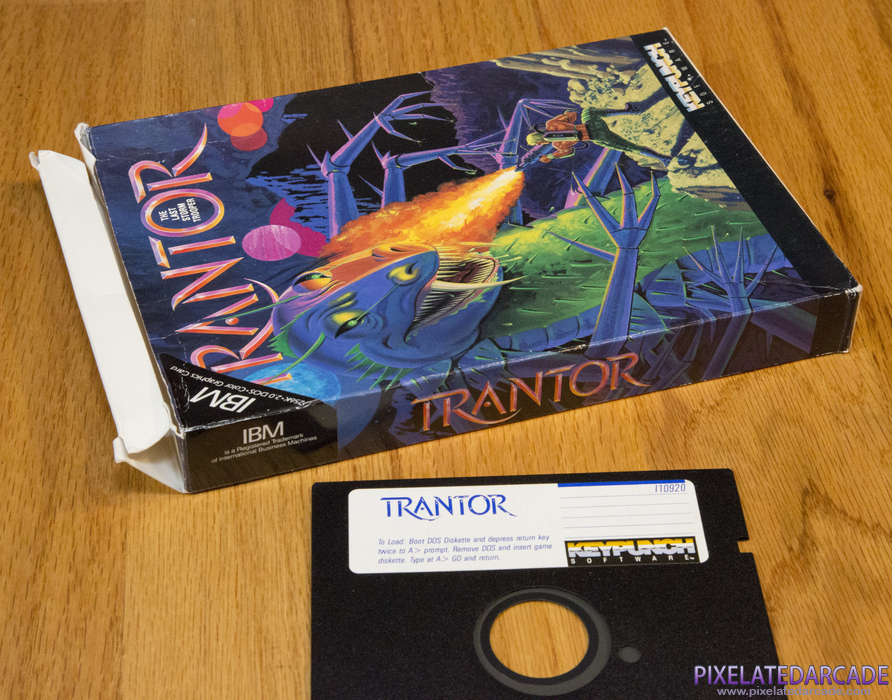 KEYPUNCH
SOFTWARE
TRANTOR
THE
LAST
STORM
TROOPER
IBM
256K•2.0 DOS•Color Graphics Card
IBM
is a Registered Trademark
of International Business Machines
TRANTOR
TRANTOR
110920
To Load: Boot DOS Diskette and depress return key
twice to A> prompt. Remove DOS and insert game
diskette. Type at A> GO and return.
KEYPUNCH
SOFTWARE™
PIXELATEDARCADE
www.pixelatedarcade.com